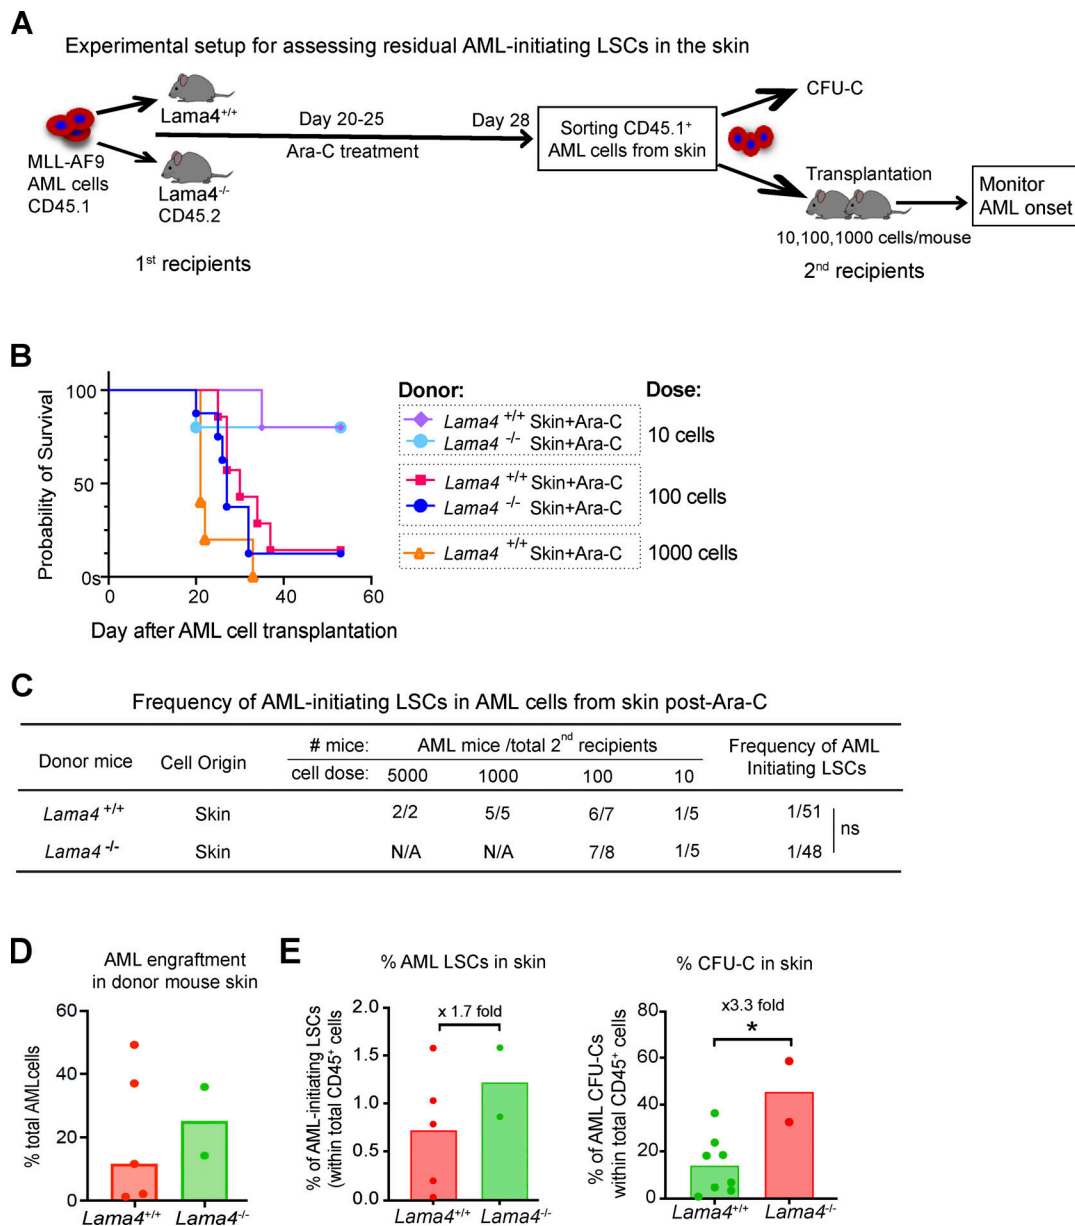 A
Experimental setup for assessing residual AML-initiating LSCs in the skin
MLL-AF9
AML cells
CD45.1
Lama4+/+
Lama4-/-
CD45.2
1st recipients
Day 20-25
Ara-C treatment
Day 28
Sorting CD45.1+
AML cells from skin
CFU-C
Transplantation
10,100,1000 cells/mouse
2nd recipients
Monitor
AML onset
B
Probability of Survival
100
50
0s
0 20 40 60
Day after AML cell transplantation
Donor: Dose:
Lama4 +/+ Skin+Ara-C
Lama4 -/- Skin+Ara-C
10 cells
Lama4 +/+ Skin+Ara-C
Lama4 -/- Skin+Ara-C
100 cells
Lama4 +/+ Skin+Ara-C
1000 cells
C
Frequency of AML-initiating LSCs in AML cells from skin post-Ara-C
Donor mice Cell Origin # mice: AML mice /total 2nd recipients Frequency of AML
Initiating LSCs
cell dose: 5000 1000 100 10
Lama4 +/+ Skin 2/2 5/5 6/7 1/5 1/51
Lama4 -/- Skin N/A N/A 7/8 1/5 1/48
ns
D
AML engraftment
in donor mouse skin
% total AMLcells
60
40
20
0
Lama4+/+ Lama4-/-
E
% AML LSCs in skin
% of AML-initiating LSCs
(within total CD45+ cells
2.0
1.5
1.0
0.5
0.0
x 1.7 fold
Lama4+/+ Lama4-/-
% CFU-C in skin
% of AML CFU-Cs
within total CD45+ cells
80
60
40
20
0
x3.3 fold
*
Lama4+/+ Lama4-/-